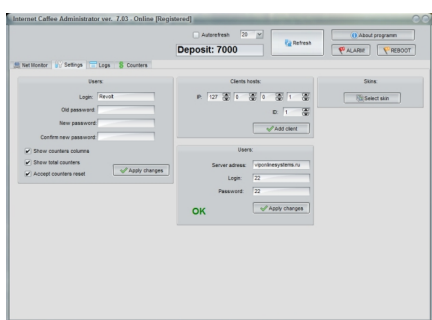 Internet Caffee Administrator ver. 7.03 - Online [Registered]
Autorefresh 20
Refresh
About programm
Deposit: 7000
ALARM
REBOOT
Net Monitor Settings Logs Counters
Users:
Login: Revolt
Old password:
New password:
Confirm new password:
Show counters columns
Show total counters
Accept counters reset
Apply changes
Clients hosts:
IP: 127 0 0 1
ID: 1
Add client
Users:
Server adress: viponlinesystems.ru
Login: 22
Password: 22
OK
Apply changes
Skins:
Select skin